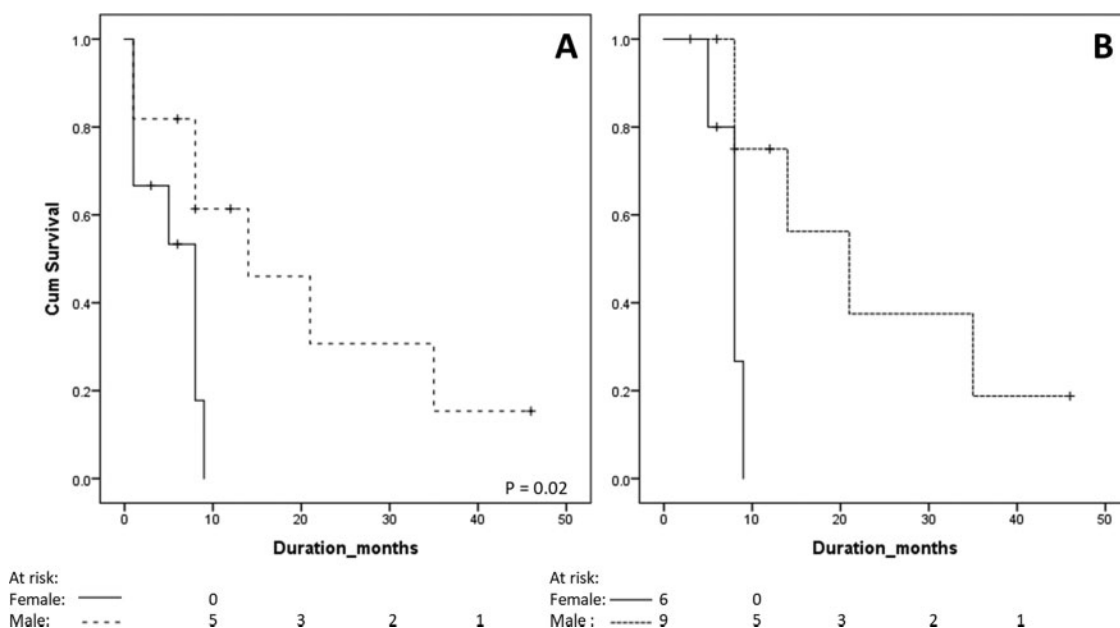 A
B
Cum Survival
1.0
0.8
0.6
0.4
0.2
0.0
P = 0.02
0 10 20 30 40 50
Duration_months
1.0
0.8
0.6
0.4
0.2
0.0
0 10 20 30 40 50
Duration_months
At risk:
Female: 0
Male: 5 3 2 1
At risk:
Female: 6 0
Male : 9 5 3 2 1